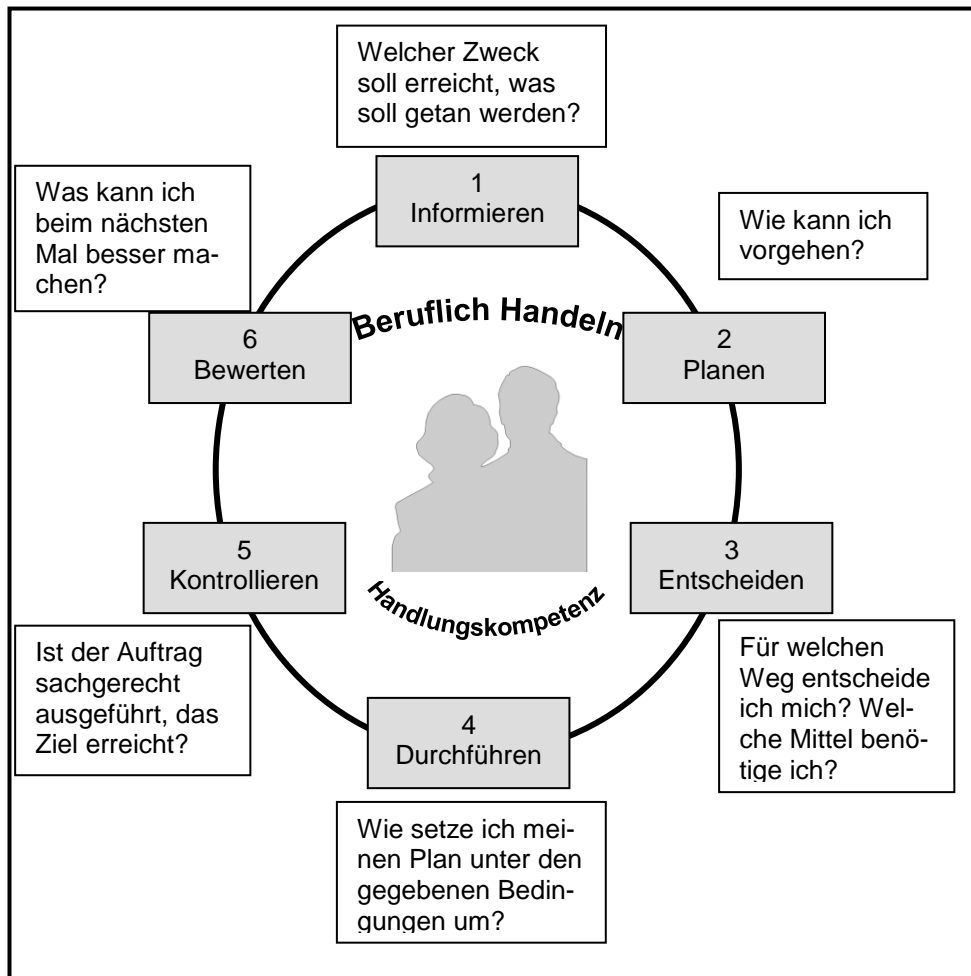 Welcher Zweck
soll erreicht, was
soll getan werden?
1
Informieren
Wie kann ich
vorgehen?
2
Planen
3
Entscheiden
Für welchen
Weg entscheide
ich mich? Wel-
che Mittel benö-
tige ich?
4
Durchführen
Wie setze ich mei-
nen Plan unter den
gegebenen Bedin-
gungen um?
5
Kontrollieren
Ist der Auftrag
sachgerecht
ausgeführt, das
Ziel erreicht?
6
Bewerten
Was kann ich
beim nächsten
Mal besser ma-
chen?
Beruflich Handeln
Handlungskompetenz